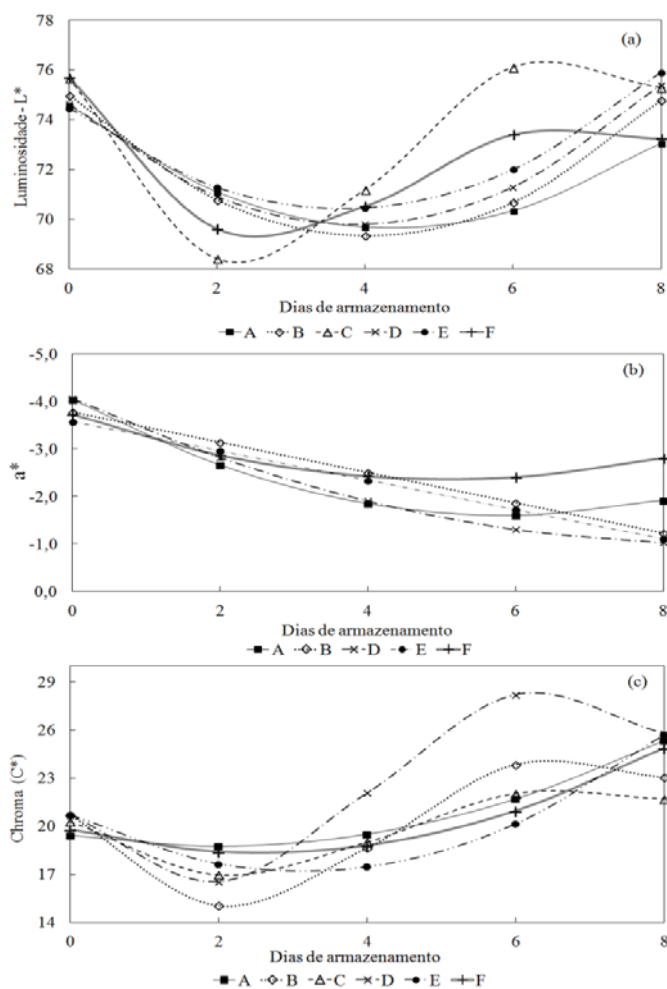 78
(a)
76
74
72
70
68
Luminosidade - L*
0 2 4 6 8
Dias de armazenamento
A B C D E F
-5,0
(b)
-4,0
-3,0
-2,0
-1,0
0,0
a*
0 2 4 6 8
Dias de armazenamento
A B D E F
29
(c)
26
23
20
17
14
Chroma (C*)
0 2 4 6 8
Dias de armazenamento
A B C D E F